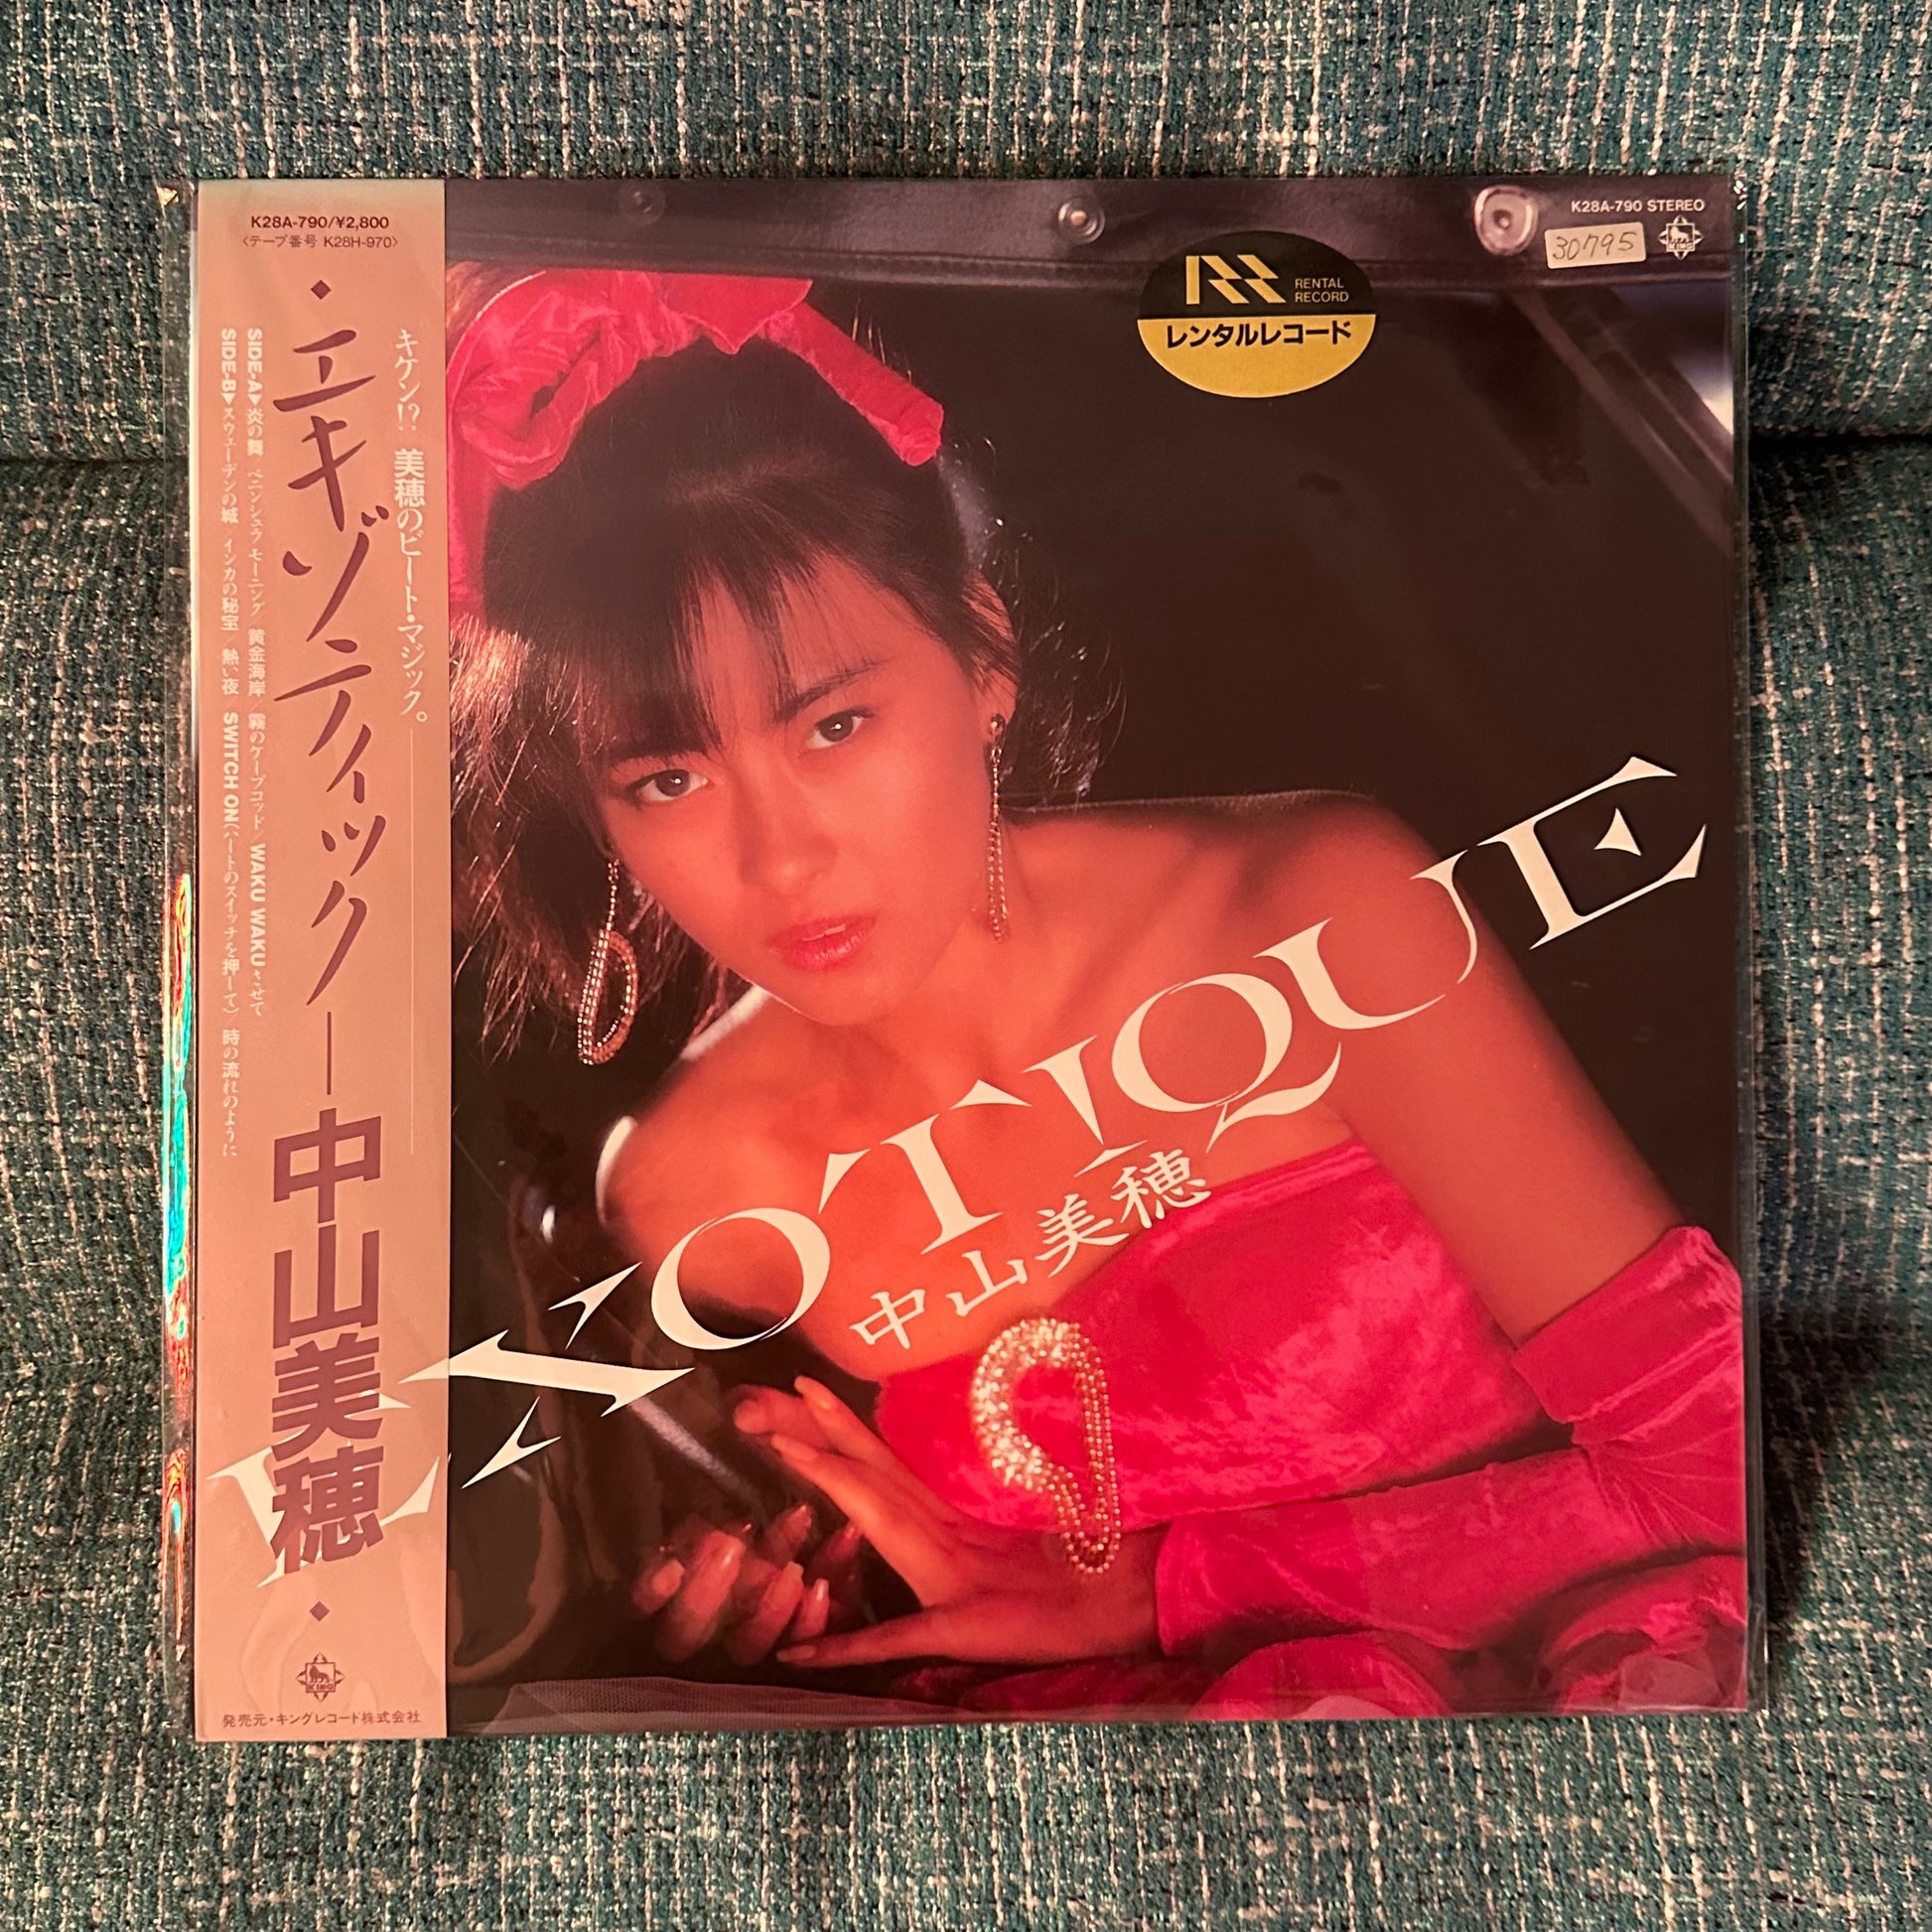 K28A-790/¥2,800
〈テープ番号 K28H-970〉
キケン!? 美穂のビート・マジック。
エキゾティック―中山美穂
SIDE-A▶炎の舞/ペニンシュラ モーニング/黄金海岸/霧のケープコッド/WAKU WAKUさせて
SIDE-B▶スウェーデンの城/インカの秘宝/熱い夜/SWITCH ON(ハートのスイッチを押して)/時の流れのように
KING
発売元・キングレコード株式会社
K28A-790 STEREO
30795
KING
RR
RENTAL
RECORD
レンタルレコード
EXOTIQUE
中山美穂